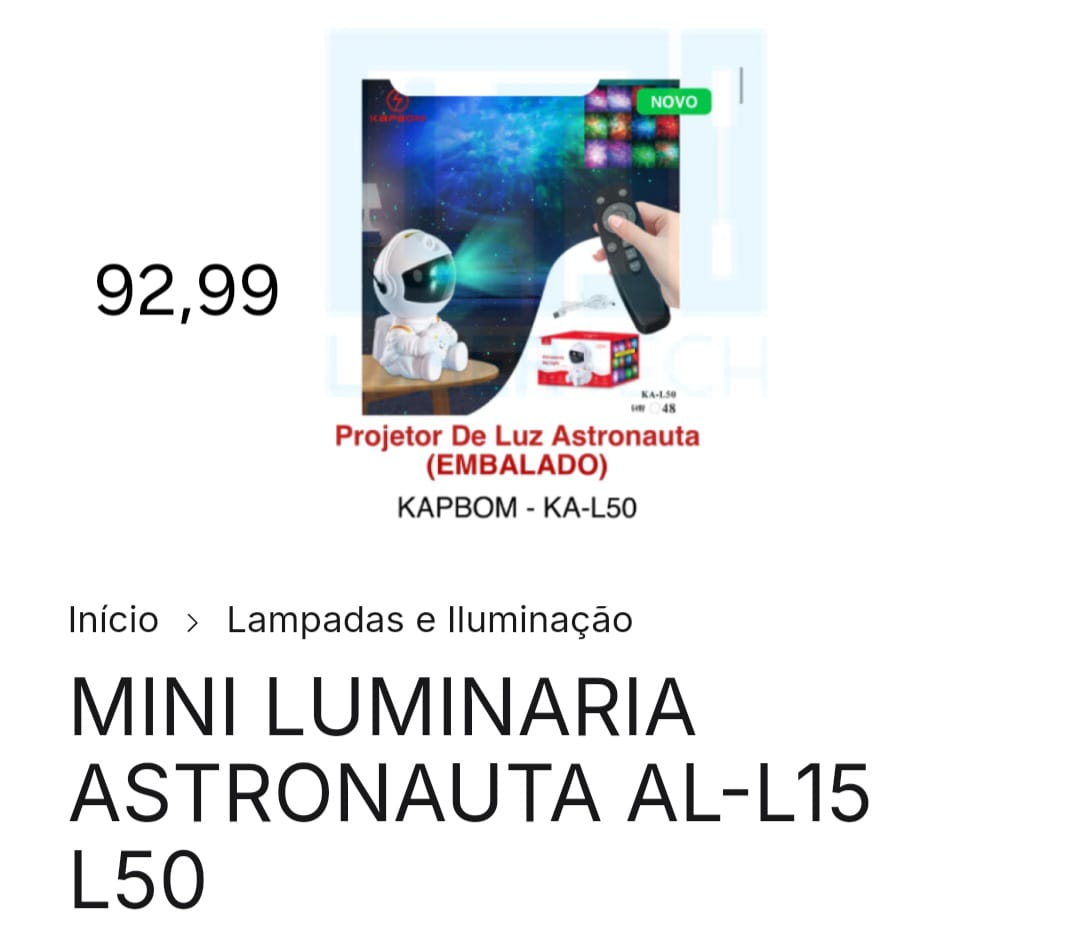 KAPBOM
NOVO
92,99
KA-L50
48
Projetor De Luz Astronauta
(EMBALADO)
KAPBOM - KA-L50
Início > Lampadas e Iluminação
MINI LUMINARIA
ASTRONAUTA AL-L15
L50